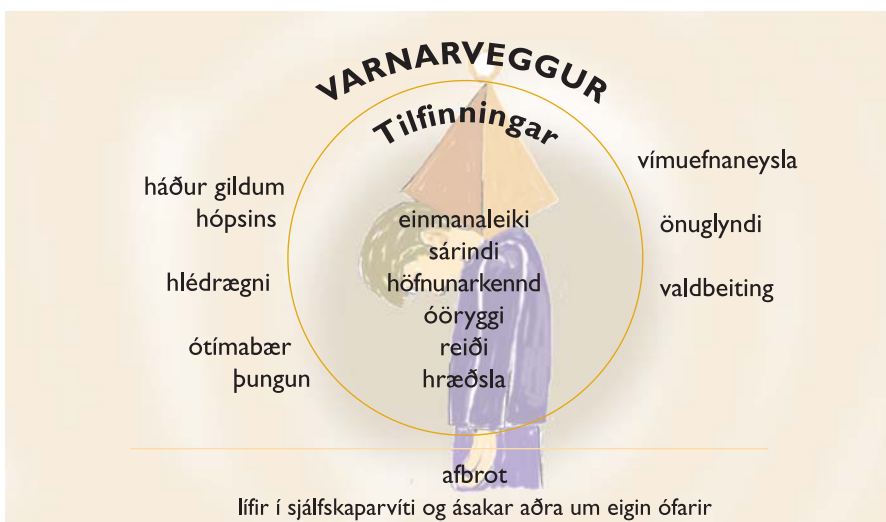 VARNARVEGGUR
Tilfinningar
háður gildum
hópsins
hlédrægni
ótímabær
þungun
einmanaleiki
sárindi
höfnunarkennd
óöryggi
reiði
hræðsla
vímuefnaneysla
önuglyndi
valdbeiting
afbrot
lífir í sjálfskaparvíti og ásakar aðra um eigin ófarir